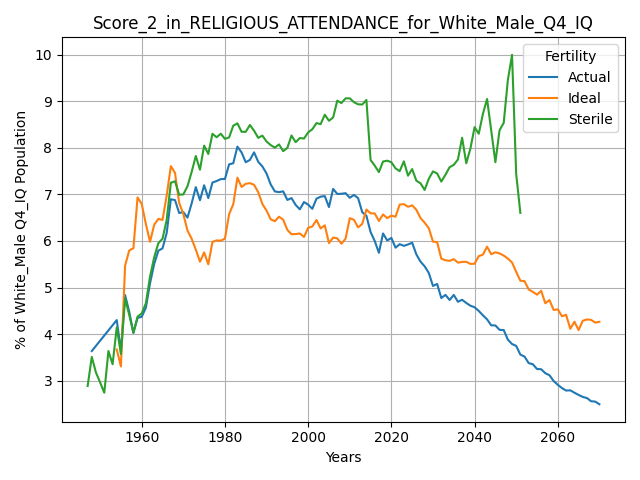 Score_2_in_RELIGIOUS_ATTENDANCE_for_White_Male_Q4_IQ
Fertility
Actual
Ideal
Sterile
% of White_Male Q4_IQ Population
10
9
8
7
6
5
4
3
1960 1980 2000 2020 2040 2060
Years